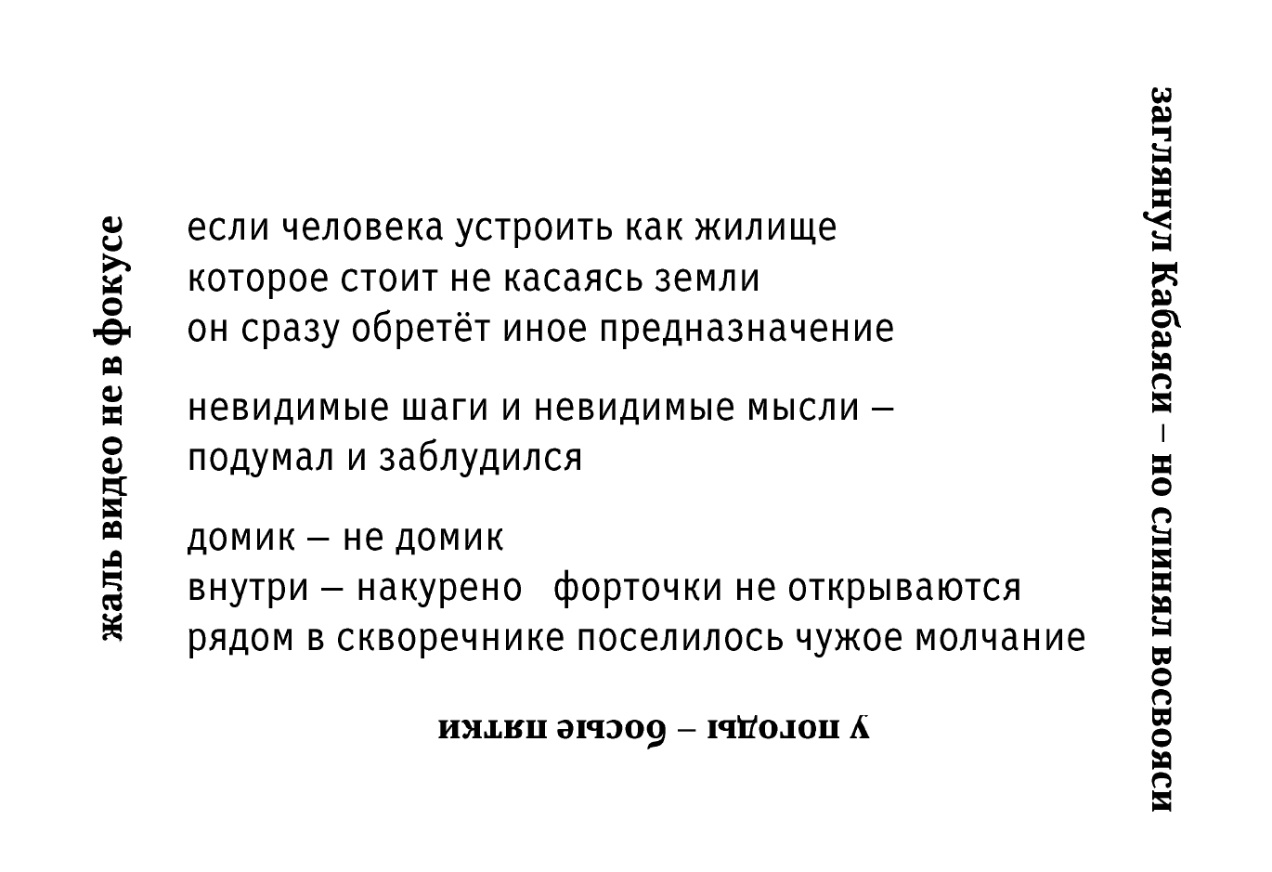 жаль видео не в фокусе
если человека устроить как жилище
которое стоит не касаясь земли
он сразу обретёт иное предназначение
невидимые шаги и невидимые мысли –
подумал и заблудился
домик – не домик
внутри – накурено   форточки не открываются
рядом в скворечнике поселилось чужое молчание
заглянул Кабаяси – но слинял восвояси
у погоды – босые пятки